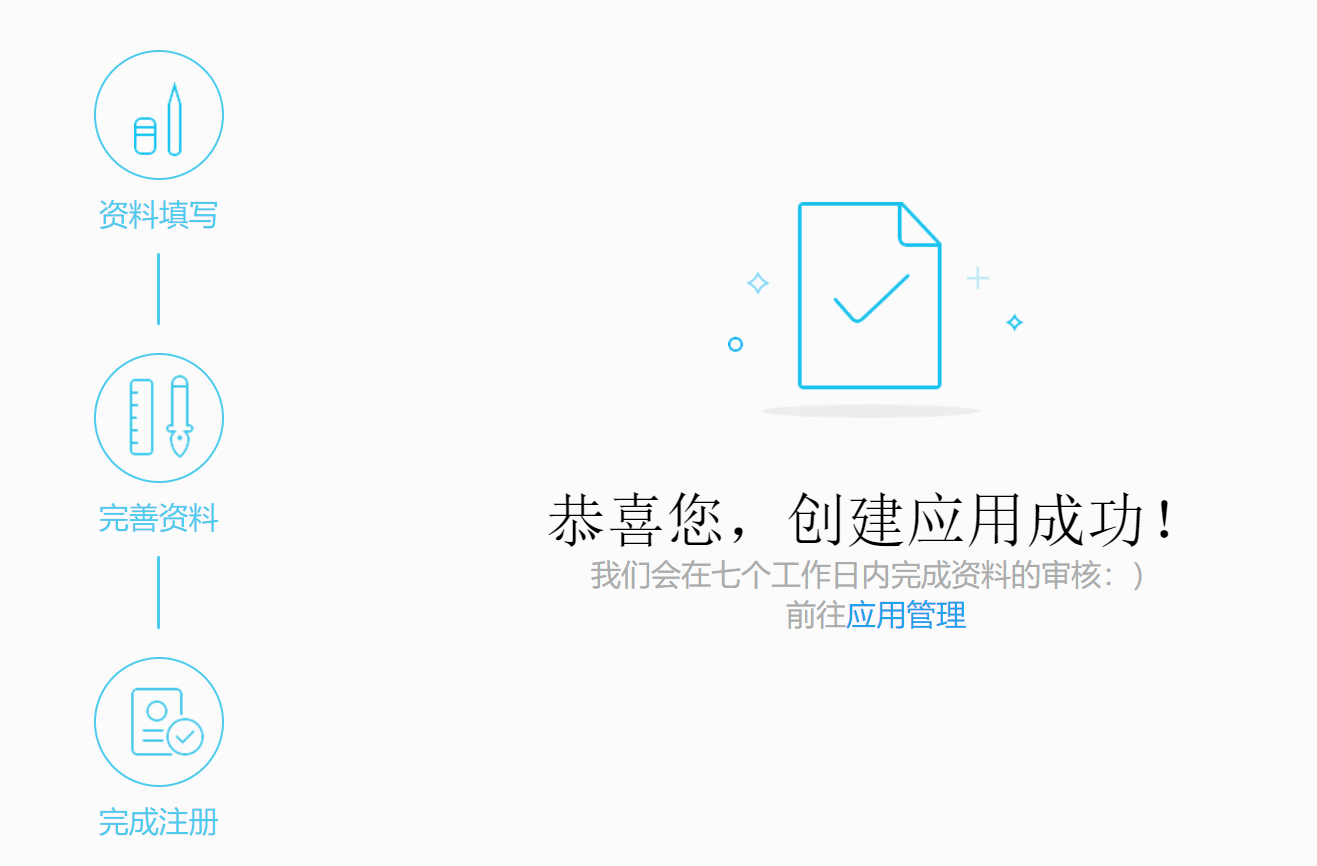 资料填写
完善资料
完成注册
恭喜您，创建应用成功！
我们会在七个工作日内完成资料的审核：）
前往应用管理